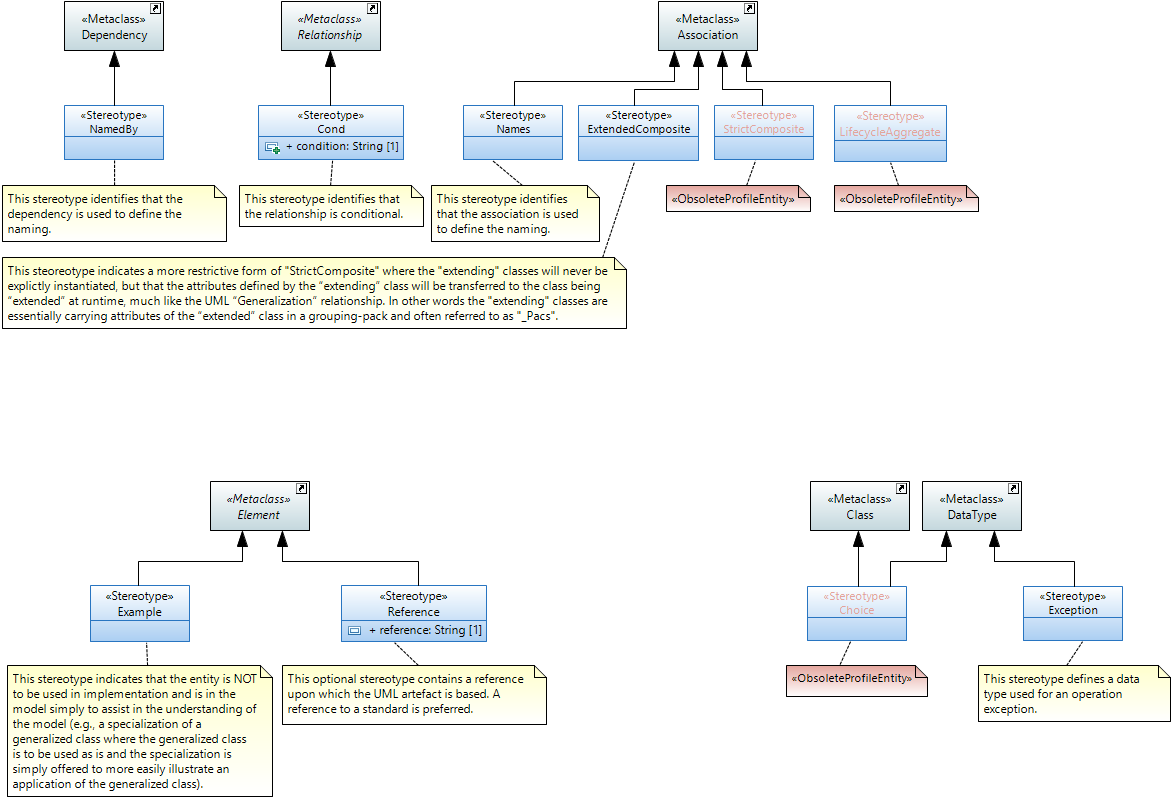 «Metaclass»
Dependency
«Metaclass»
Relationship
«Metaclass»
Association
«Stereotype»
NamedBy
«Stereotype»
Cond
+ condition: String [1]
«Stereotype»
Names
«Stereotype»
ExtendedComposite
«Stereotype»
StrictComposite
«Stereotype»
LifecycleAggregate
This stereotype identifies that the
dependency is used to define the
naming.
This stereotype identifies that
the relationship is conditional.
This stereotype identifies
that the association is used
to define the naming.
«ObsoleteProfileEntity»
«ObsoleteProfileEntity»
This steoreotype indicates a more restrictive form of "StrictComposite" where the "extending" classes will never be
explictly instantiated, but that the attributes defined by the “extending” class will be transferred to the class being
“extended” at runtime, much like the UML “Generalization” relationship. In other words the "extending" classes are
essentially carrying attributes of the “extended” class in a grouping-pack and often referred to as "_Pacs".
«Metaclass»
Element
«Metaclass»
Class
«Metaclass»
DataType
«Stereotype»
Example
«Stereotype»
Reference
+ reference: String [1]
«Stereotype»
Choice
«Stereotype»
Exception
This stereotype indicates that the entity is NOT
to be used in implementation and is in the
model simply to assist in the understanding of
the model (e.g., a specialization of a
generalized class where the generalized class
is to be used as is and the specialization is
simply offered to more easily illustrate an
application of the generalized class).
This optional stereotype contains a reference
upon which the UML artefact is based. A
reference to a standard is preferred.
«ObsoleteProfileEntity»
This stereotype defines a data
type used for an operation
exception.